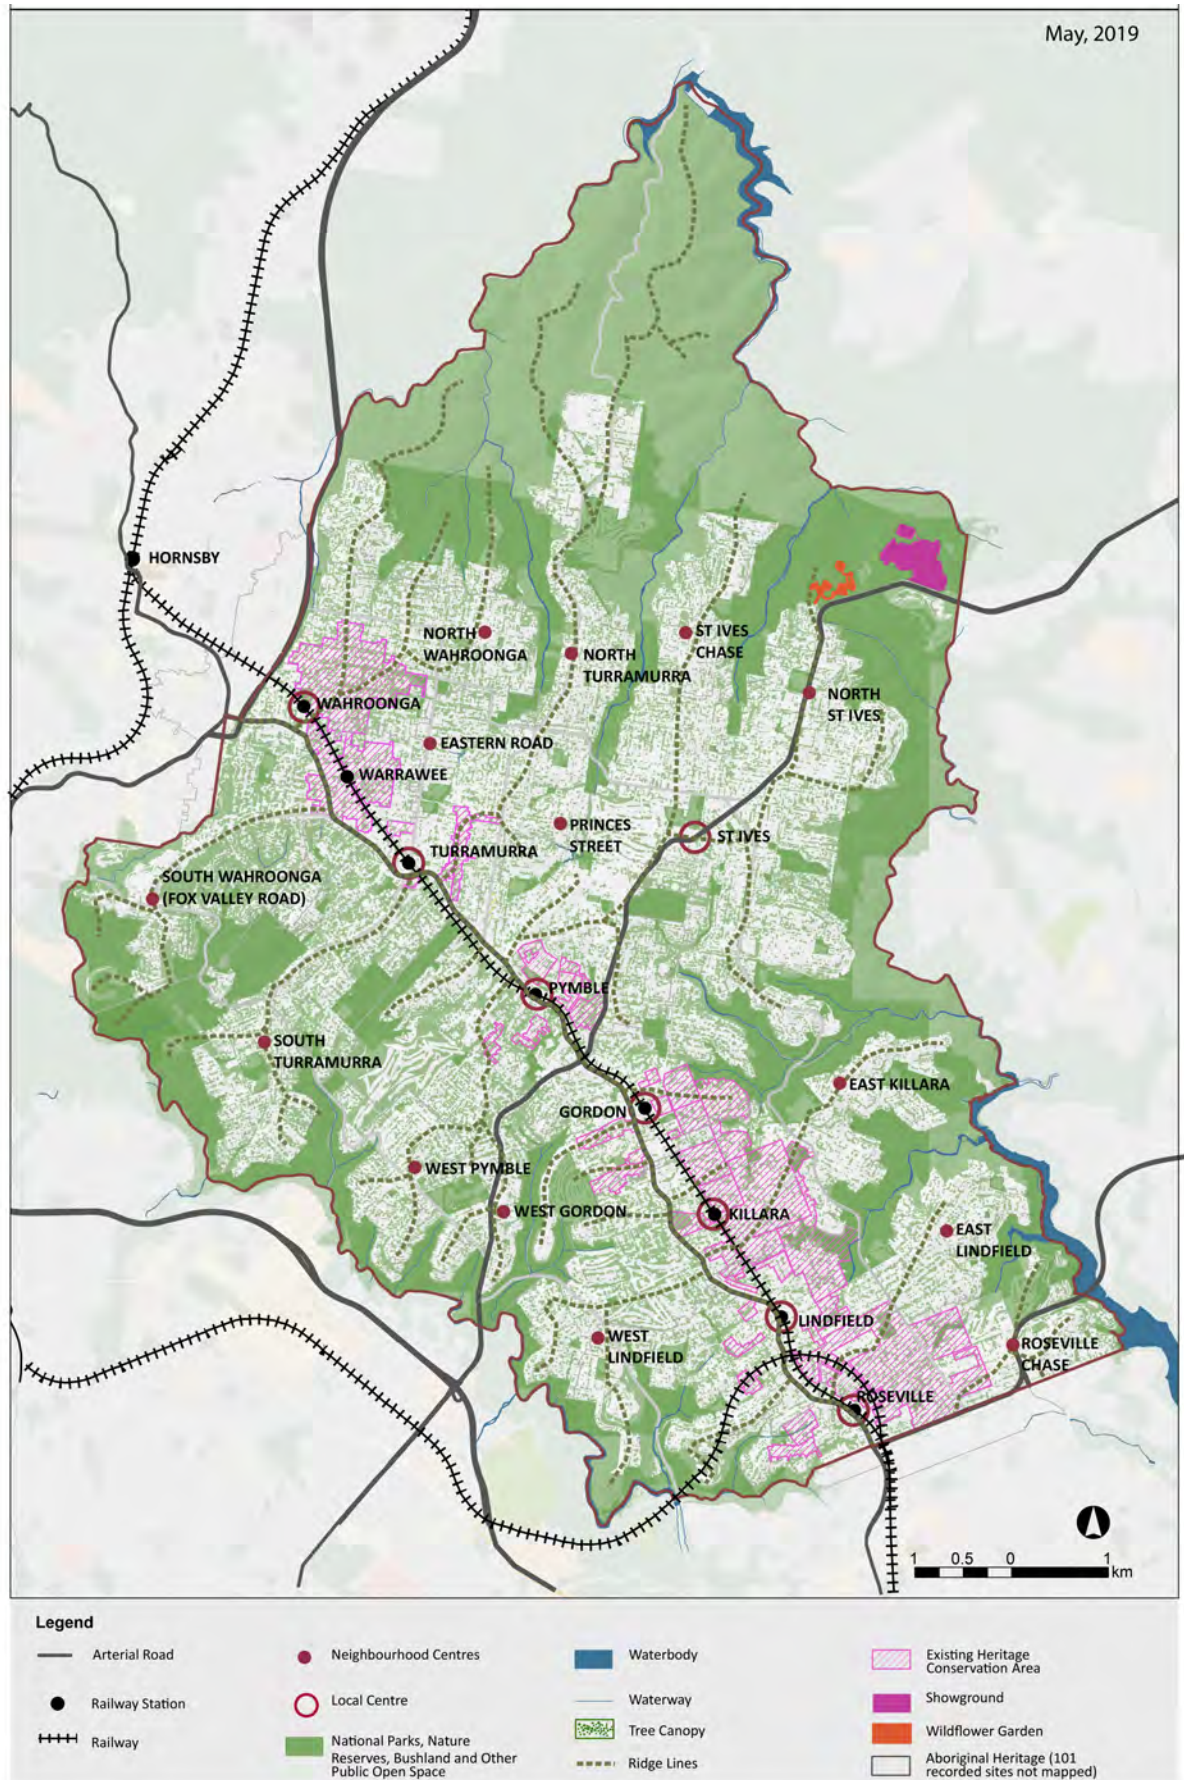 May, 2019
HORNSBY
NORTH
WAHROONGA
NORTH
TURRAMURRA
ST IVES
CHASE
NORTH
ST IVES
WAHROONGA
EASTERN ROAD
WARRAWEE
TURRAMURRA
PRINCES
STREET
ST IVES
SOUTH WAHROONGA
(FOX VALLEY ROAD)
PYMBLE
SOUTH
TURRAMURRA
EAST KILLARA
GORDON
WEST PYMBLE
WEST GORDON
KILLARA
EAST
LINDFIELD
LINDFIELD
WEST
LINDFIELD
ROSEVILLE
CHASE
ROSEVILLE
1 0.5 0 1
km
Legend
Arterial Road
Railway Station
Railway
Neighbourhood Centres
Local Centre
National Parks, Nature
Reserves, Bushland and Other
Public Open Space
Waterbody
Waterway
Tree Canopy
Ridge Lines
Existing Heritage
Conservation Area
Showground
Wildflower Garden
Aboriginal Heritage (101
recorded sites not mapped)